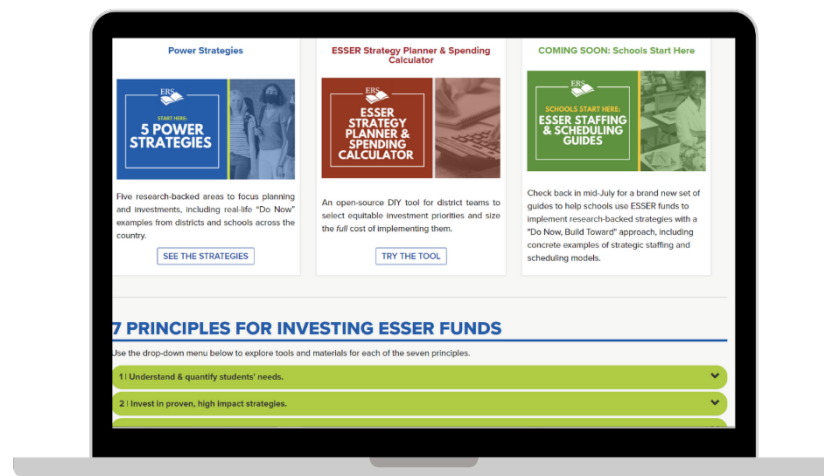 Power Strategies
ERS
START HERE:
5 POWER
STRATEGIES
Five research-backed areas to focus planning
and investments, including real-life “Do Now”
examples from districts and schools across the
country.
SEE THE STRATEGIES
ESSER Strategy Planner & Spending
Calculator
ERS
ESSER
STRATEGY
PLANNER &
SPENDING
CALCULATOR
An open-source DIY tool for district teams to
select equitable investment priorities and size
the full cost of implementing them.
TRY THE TOOL
COMING SOON: Schools Start Here
ERS
SCHOOLS START HERE:
ESSER STAFFING
& SCHEDULING
GUIDES
Check back in mid-July for a brand new set of
guides to help schools use ESSER funds to
implement research-backed strategies with a
"Do Now, Build Toward" approach, including
concrete examples of strategic staffing and
scheduling models.
7 PRINCIPLES FOR INVESTING ESSER FUNDS
Use the drop-down menu below to explore tools and materials for each of the seven principles.
1 | Understand & quantify students' needs.
2 | Invest in proven, high impact strategies.